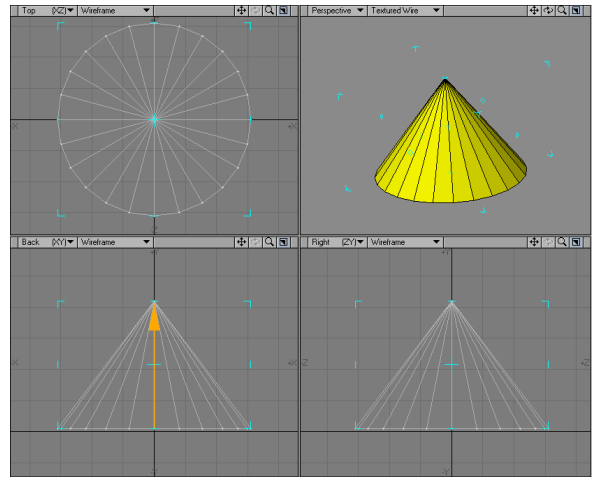 Top (XZ) Wireframe
Perspective Textured Wire
-X +X
-Z
Back (XY) Wireframe
Right (ZY) Wireframe
+Y +Y
-X +X -Z +Z
-Y -Y